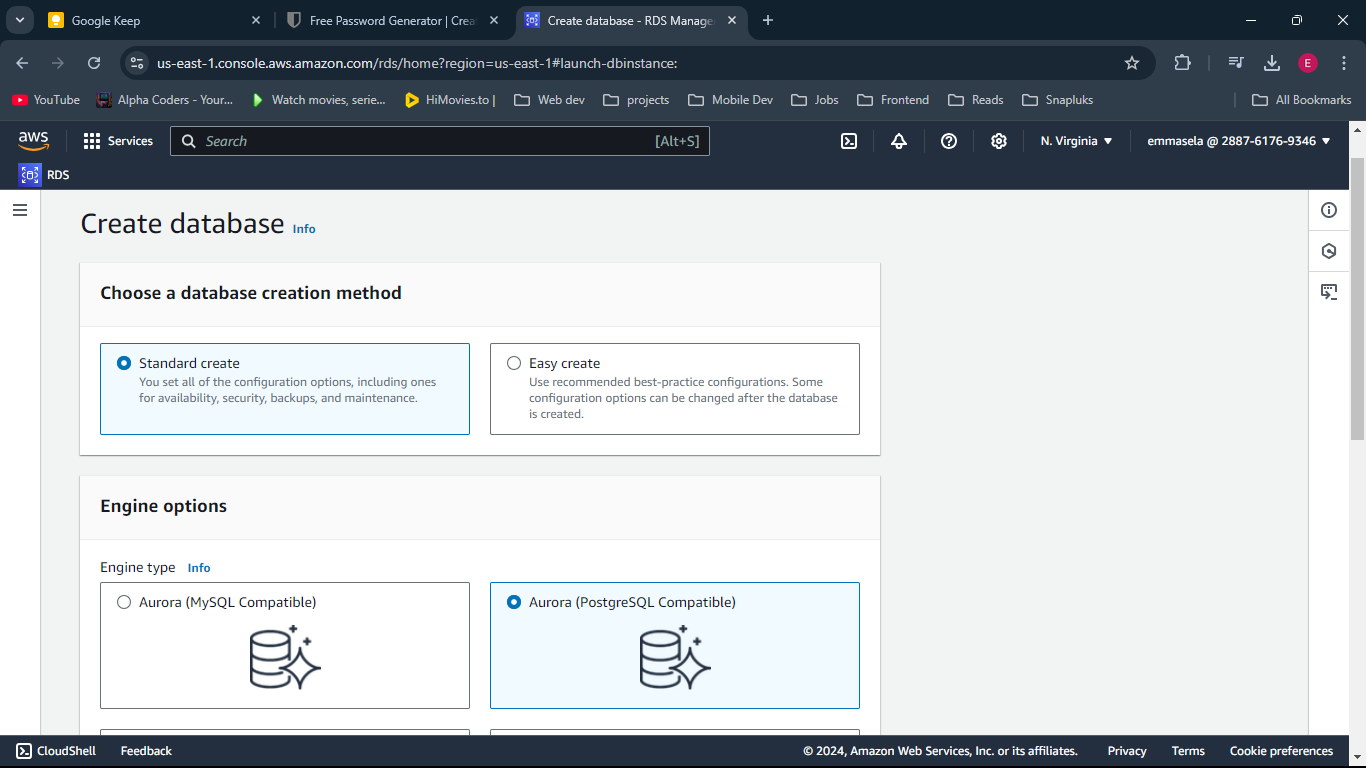 Google Keep
Free Password Generator | Crea
Create database - RDS Manage
us-east-1.console.aws.amazon.com/rds/home?region=us-east-1#launch-dbinstance:
E
YouTube
Alpha Coders - Your...
Watch movies, serie...
HiMovies.to |
Web dev
projects
Mobile Dev
Jobs
Frontend
Reads
Snapluks
All Bookmarks
aws
Services
Search
[Alt+S]
N. Virginia
emmasela @ 2887-6176-9346
RDS
Create database Info
Choose a database creation method
Standard create
You set all of the configuration options, including ones
for availability, security, backups, and maintenance.
Easy create
Use recommended best-practice configurations. Some
configuration options can be changed after the database
is created.
Engine options
Engine type Info
Aurora (MySQL Compatible)
Aurora (PostgreSQL Compatible)
CloudShell
Feedback
© 2024, Amazon Web Services, Inc. or its affiliates.
Privacy
Terms
Cookie preferences